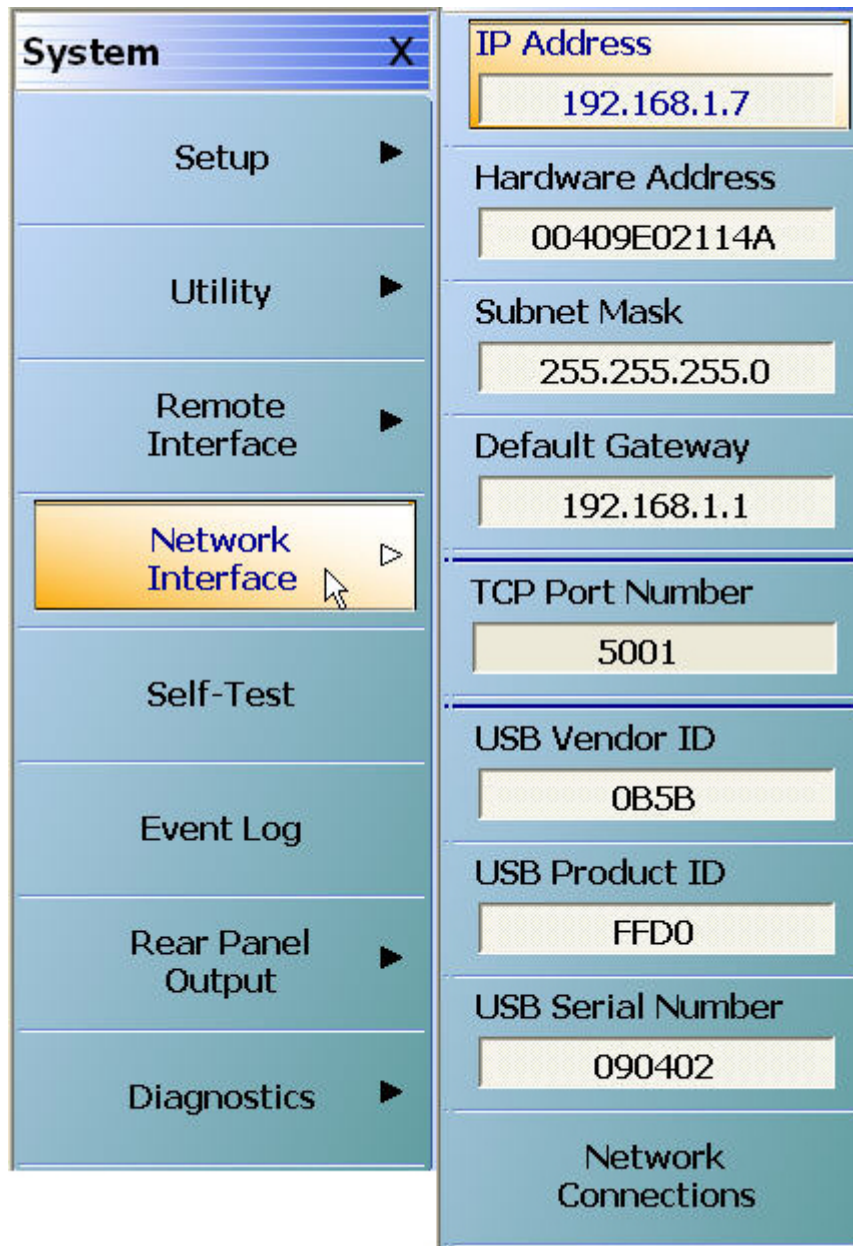 System X
Setup
Utility
Remote
Interface
Network
Interface
Self-Test
Event Log
Rear Panel
Output
Diagnostics
IP Address
192.168.1.7
Hardware Address
00409E02114A
Subnet Mask
255.255.255.0
Default Gateway
192.168.1.1
TCP Port Number
5001
USB Vendor ID
0B5B
USB Product ID
FFD0
USB Serial Number
090402
Network
Connections